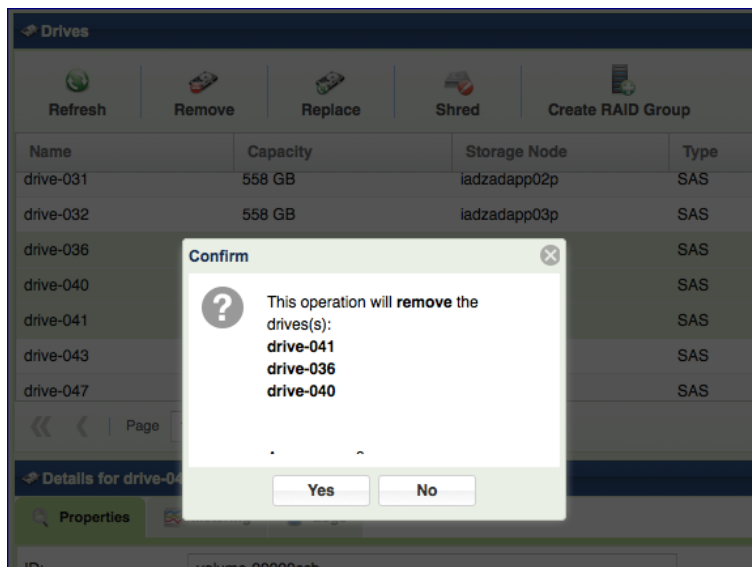 Drives
Refresh Remove Replace Shred Create RAID Group
Name Capacity Storage Node Type
drive-031 558 GB iadzadapp02p SAS
drive-032 558 GB iadzadapp03p SAS
drive-036 SAS
drive-040 SAS
drive-041 SAS
drive-043 SAS
drive-047 SAS
Page
Confirm
This operation will remove the
drives(s):
drive-041
drive-036
drive-040
Yes No
Details for drive-04
Properties
ID: